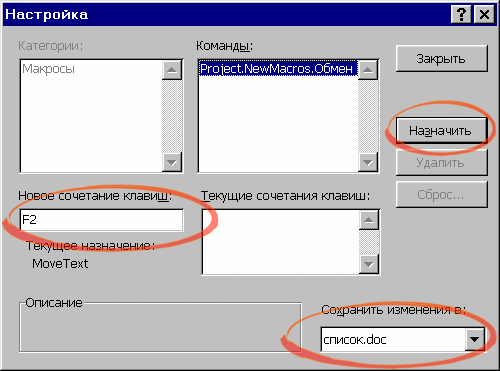 Настройка
Категории:
Команды:
Макросы
Project.NewMacros.Обмен
Закрыть
Назначить
Удалить
Сброс...
Новое сочетание клавиш:
Текущие сочетания клавиш:
F2
Текущее назначение:
MoveText
Описание
Сохранить изменения в:
список.doc